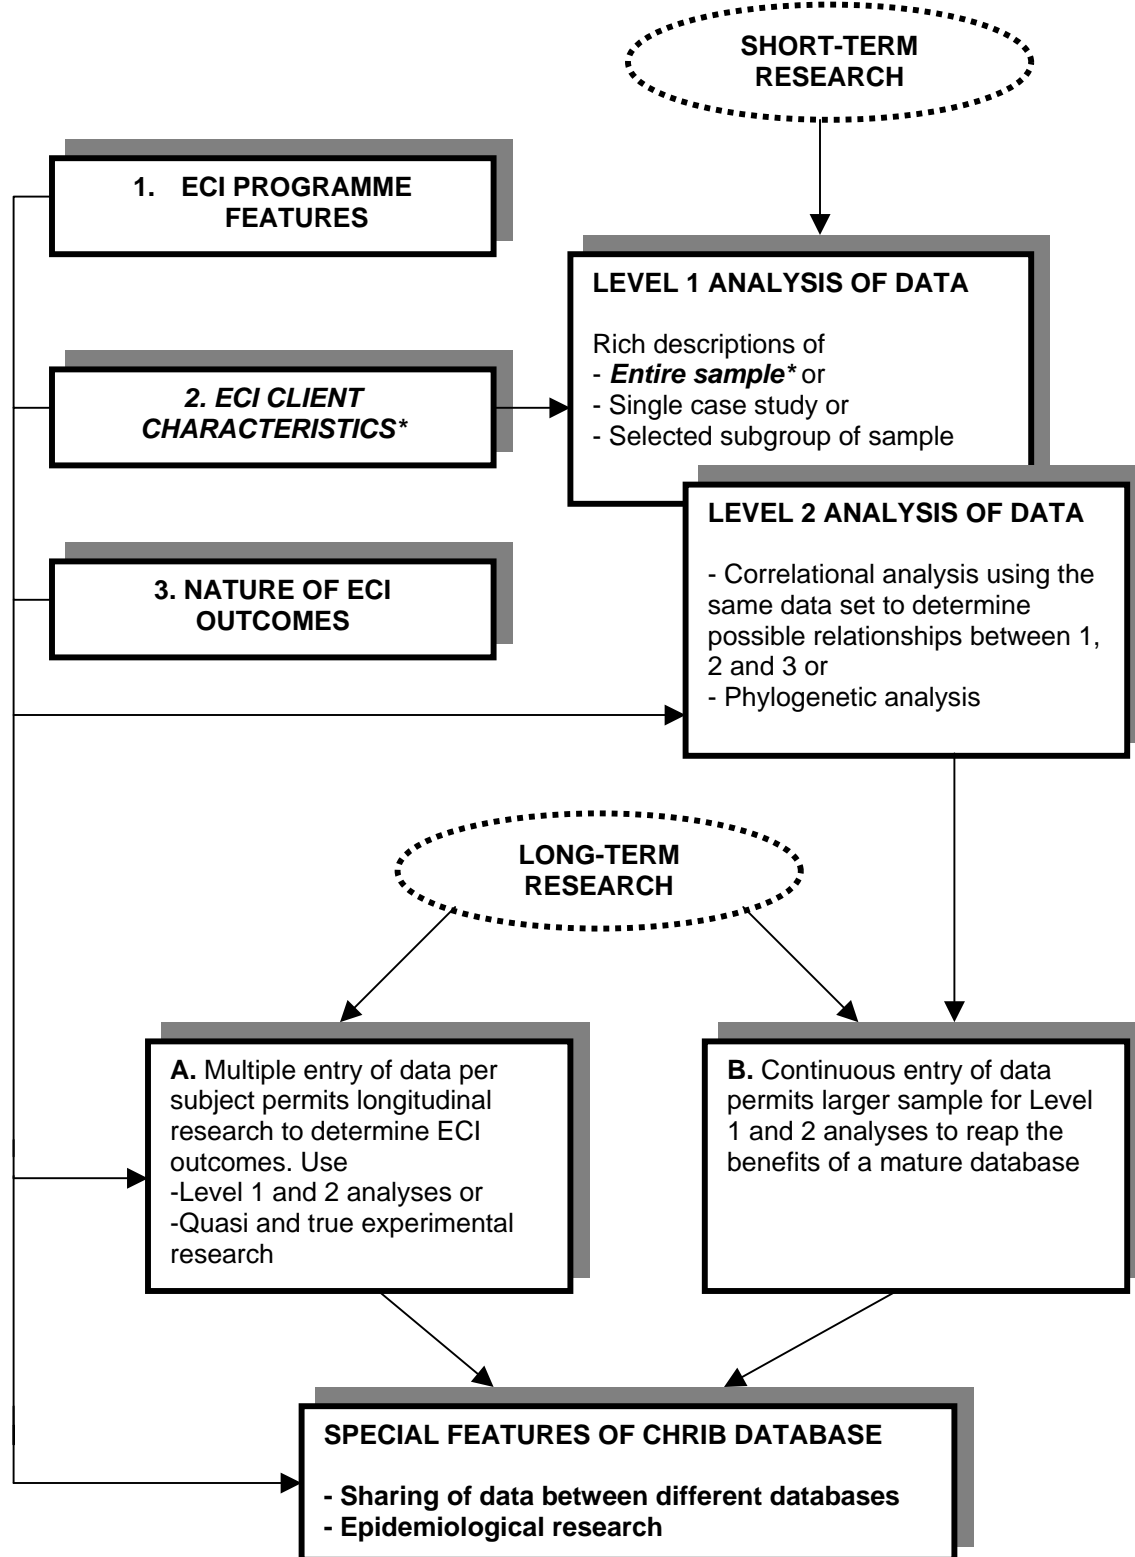 SHORT-TERM
RESEARCH
1. ECI PROGRAMME
FEATURES
LEVEL 1 ANALYSIS OF DATA
Rich descriptions of
- Entire sample* or
- Single case study or
- Selected subgroup of sample
2. ECI CLIENT
CHARACTERISTICS*
LEVEL 2 ANALYSIS OF DATA
- Correlational analysis using the
same data set to determine
possible relationships between 1,
2 and 3 or
- Phylogenetic analysis
3. NATURE OF ECI
OUTCOMES
LONG-TERM
RESEARCH
A. Multiple entry of data per
subject permits longitudinal
research to determine ECI
outcomes. Use
-Level 1 and 2 analyses or
-Quasi and true experimental
research
B. Continuous entry of data
permits larger sample for Level
1 and 2 analyses to reap the
benefits of a mature database
SPECIAL FEATURES OF CHRIB DATABASE
- Sharing of data between different databases
- Epidemiological research